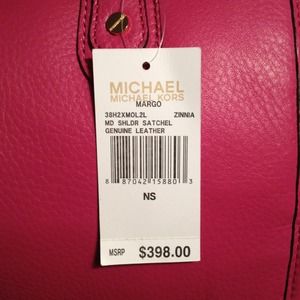 MICHAEL
MICHAEL KORS
MARGO
38H2XMOL2L ZINNIA
MD SHLDR SATCHEL
GENUINE LEATHER
8 87042 15880 3
NS
MSRP $398.00